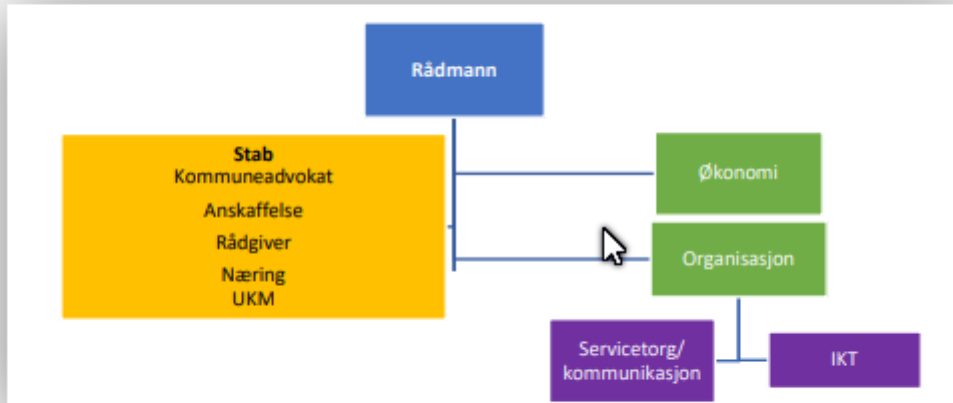 Rådmann
Stab
Kommuneadvokat
Anskaffelse
Rådgiver
Næring
UKM
Økonomi
Organisasjon
Servicetorg/
kommunikasjon
IKT